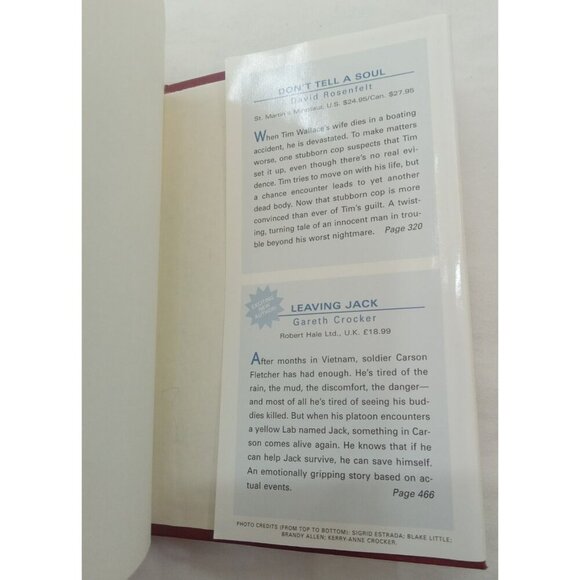 DON'T TELL A SOUL
David Rosenfelt
St. Martin's Minotaur, U.S. $24.95/Can. $27.95
When Tim Wallace's wife dies in a boating
accident, he is devastated. To make matters
worse, one stubborn cop suspects that Tim
set it up, even though there's no real evi-
dence. Tim tries to move on with his life, but
a chance encounter leads to yet another
dead body. Now that stubborn cop is more
convinced than ever of Tim's guilt. A twist-
ing, turning tale of an innocent man in trou-
ble beyond his worst nightmare. Page 320
EXCITING
NEW
AUTHOR
LEAVING JACK
Gareth Crocker
Robert Hale Ltd., U.K. £18.99
After months in Vietnam, soldier Carson
Fletcher has had enough. He's tired of the
rain, the mud, the discomfort, the danger—
and most of all he's tired of seeing his bud-
dies killed. But when his platoon encounters
a yellow Lab named Jack, something in Car-
son comes alive again. He knows that if he
can help Jack survive, he can save himself.
An emotionally gripping story based on ac-
tual events. Page 466
PHOTO CREDITS (FROM TOP TO BOTTOM): SIGRID ESTRADA; BLAKE LITTLE;
BRANDY ALLEN; KERRY-ANNE CROCKER.